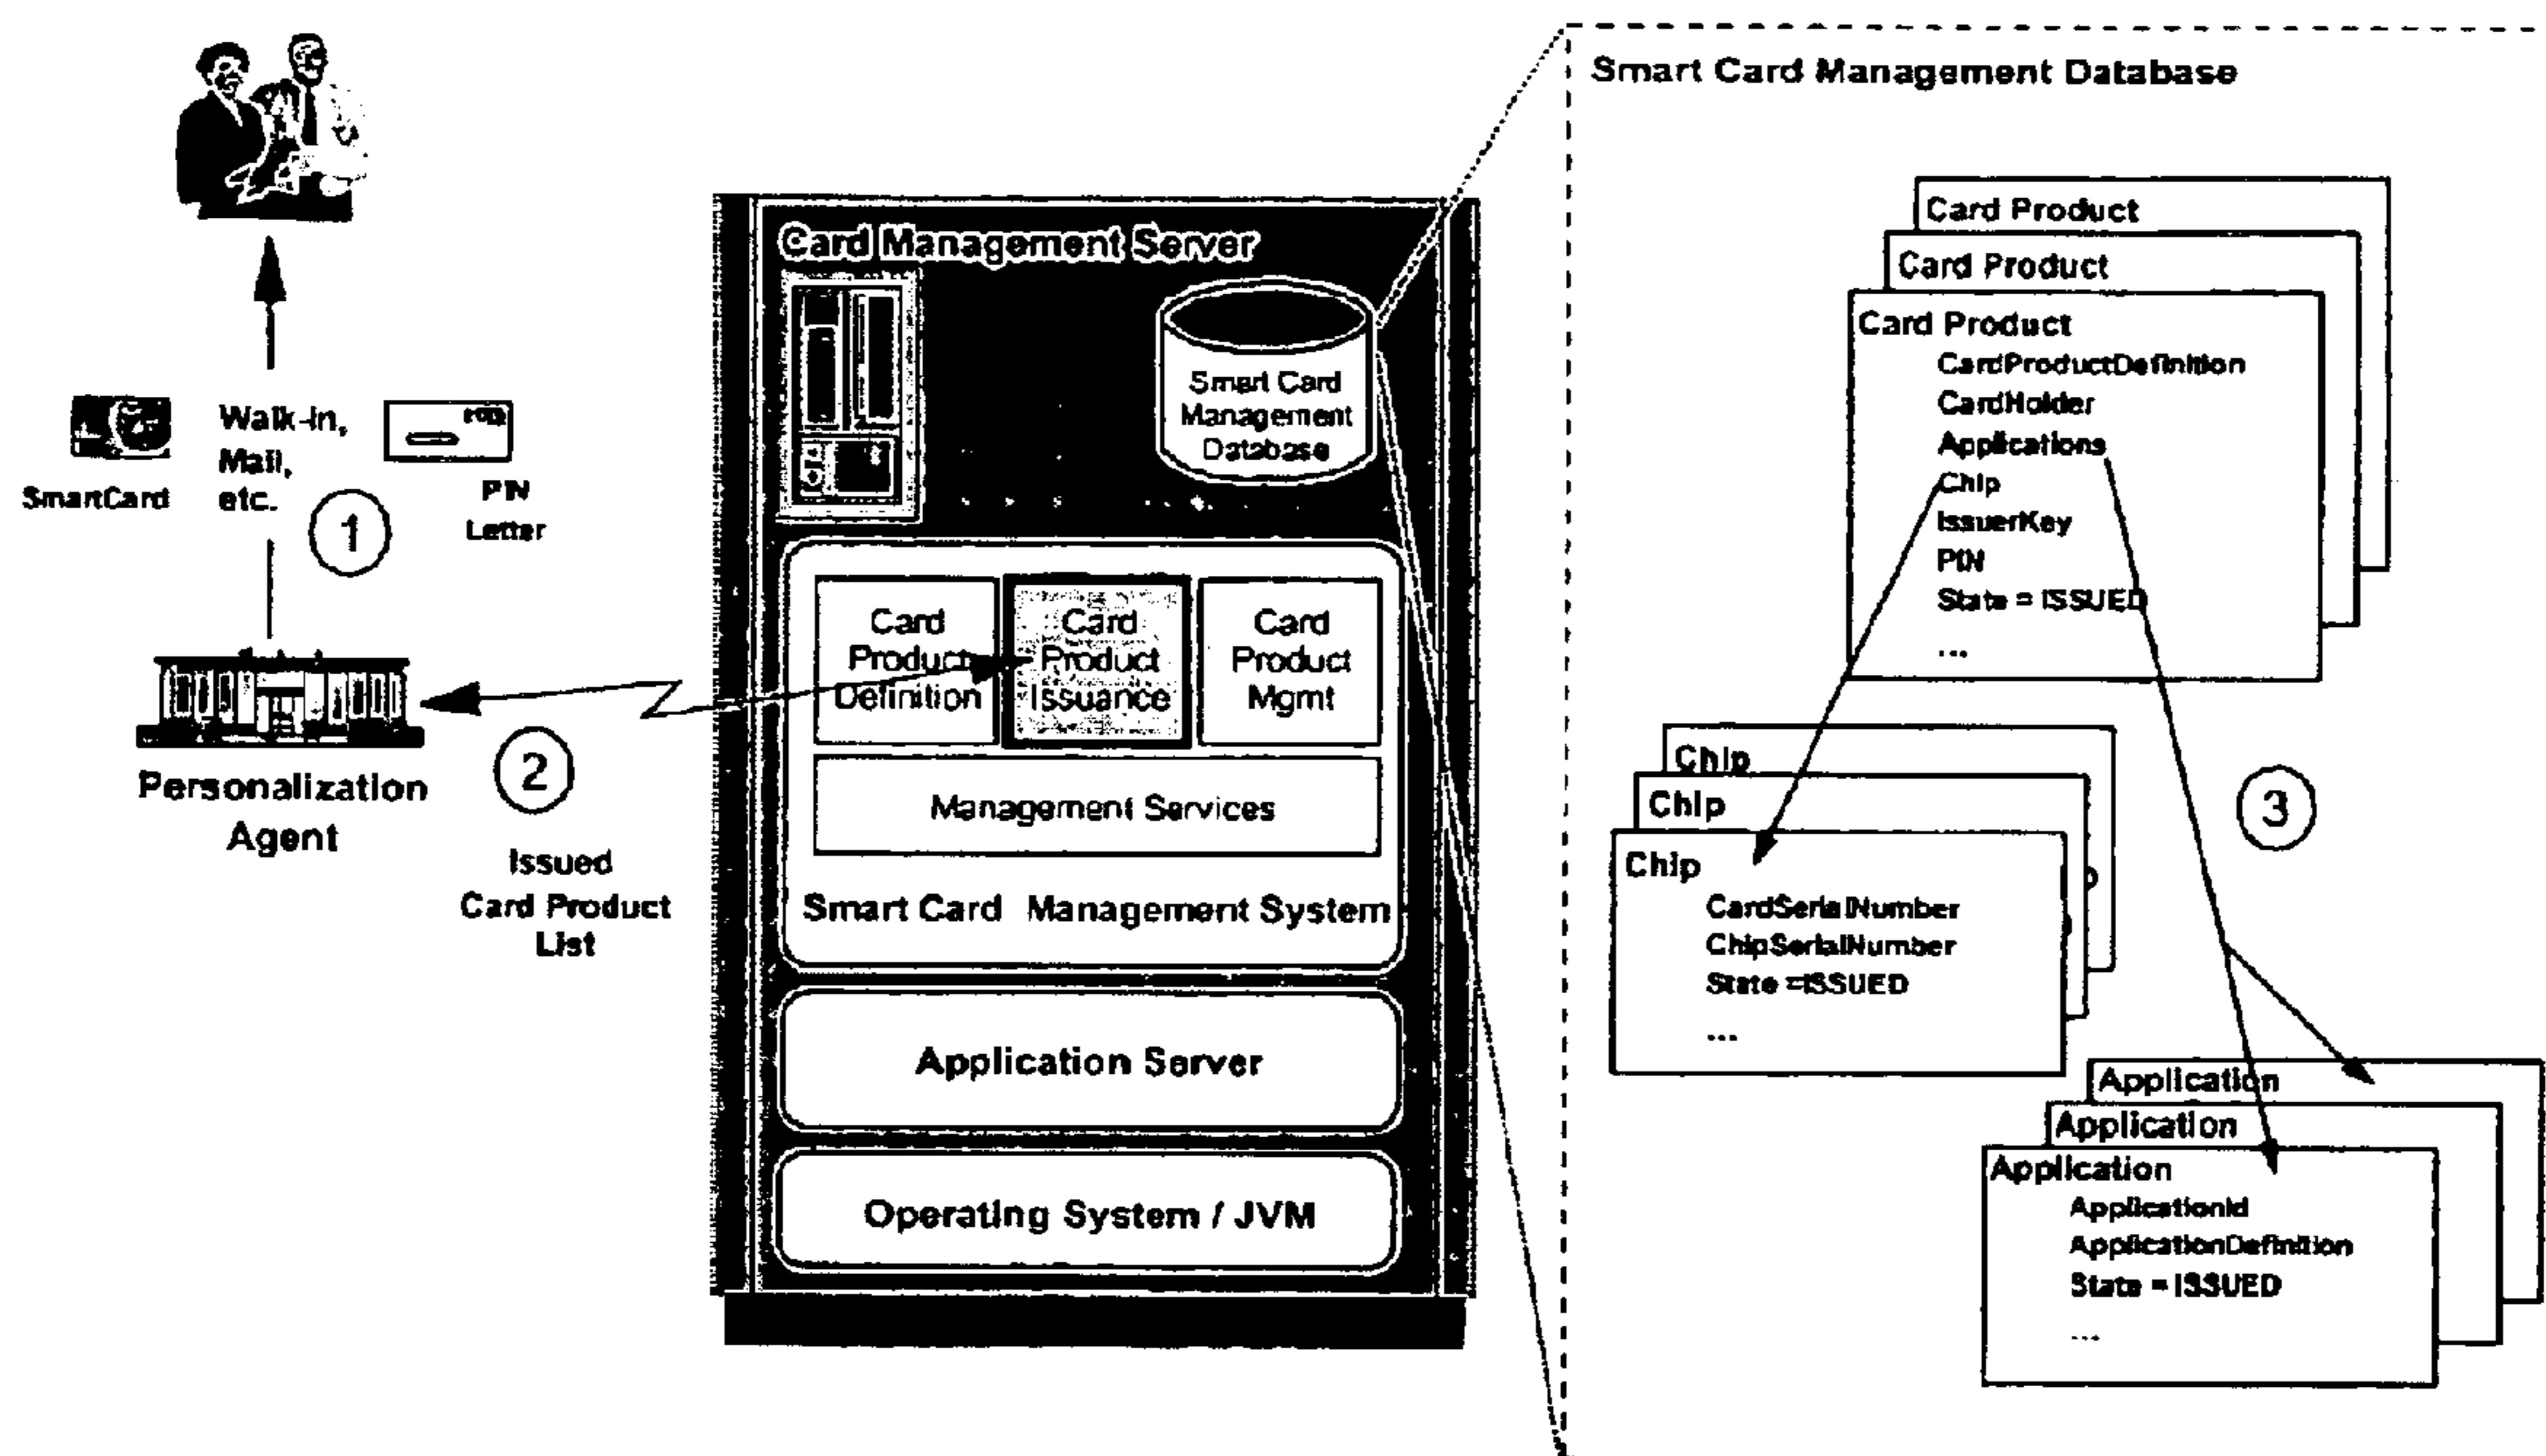 Smart Card Management Database
Card Product
Card Product
Card Product
CardProductDefinition
CardHolder
Applications
Chip
IssuerKey
PIN
State = ISSUED
...
Card Management Server
Smart Card
Management
Database
Walk-in,
Mail,
etc.
SmartCard
PIN
Letter
1
Card
Product
Definition
Card
Product
Issuance
Card
Product
Mgmt
Management Services
Smart Card Management System
Personalization
Agent
2
Issued
Card Product
List
Application Server
Operating System / JVM
Chip
Chip
Chip
CardSerialNumber
ChipSerialNumber
State =ISSUED
...
3
Application
Application
Application
ApplicationId
ApplicationDefinition
State = ISSUED
...